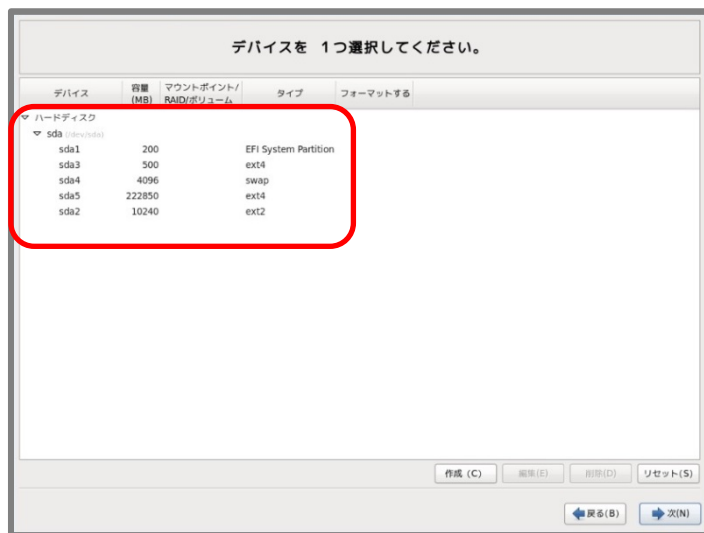 デバイスを 1つ選択してください。
デバイス 容量 (MB) マウントポイント/ RAID/ボリューム タイプ フォーマットする
▽ ハードディスク
▽ sda (/dev/sda)
sda1 200 EFI System Partition
sda3 500 ext4
sda4 4096 swap
sda5 222850 ext4
sda2 10240 ext2
作成 (C) 編集(E) 削除(D) リセット(S)
戻る(B) 次(N)